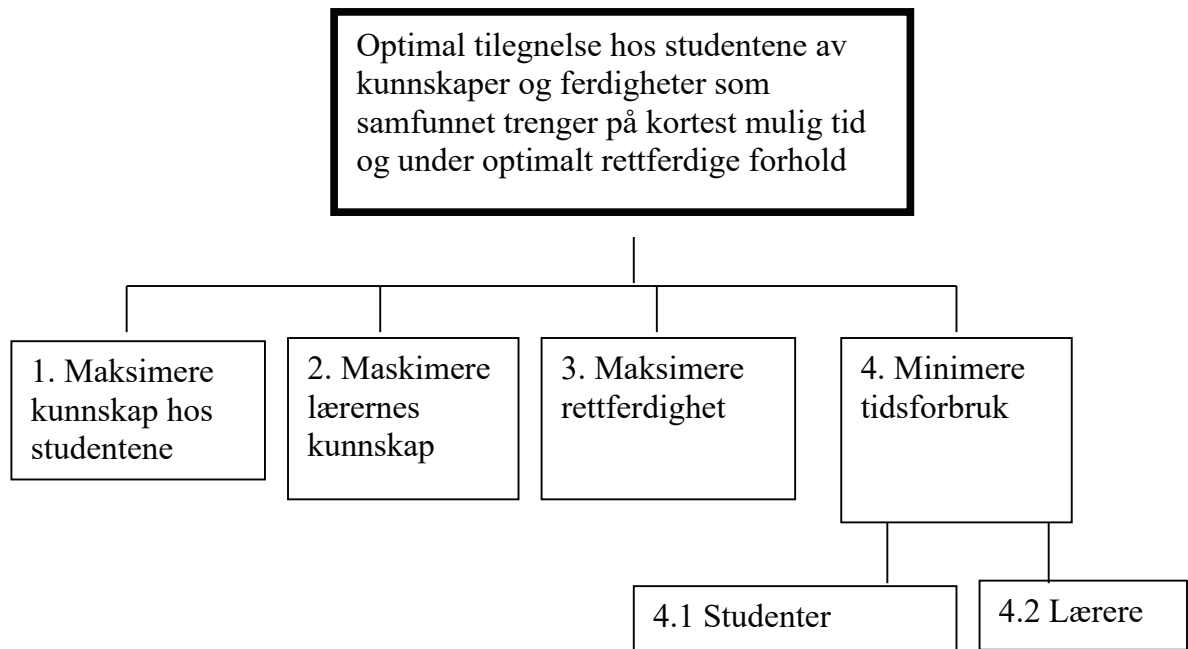 Optimal tilegnelse hos studentene av
kunnskaper og ferdigheter som
samfunnet trenger på kortest mulig tid
og under optimalt rettferdige forhold
1. Maksimere
kunnskap hos
studentene
2. Maskimere
lærernes
kunnskap
3. Maksimere
rettferdighet
4. Minimere
tidsforbruk
4.1 Studenter
4.2 Lærere